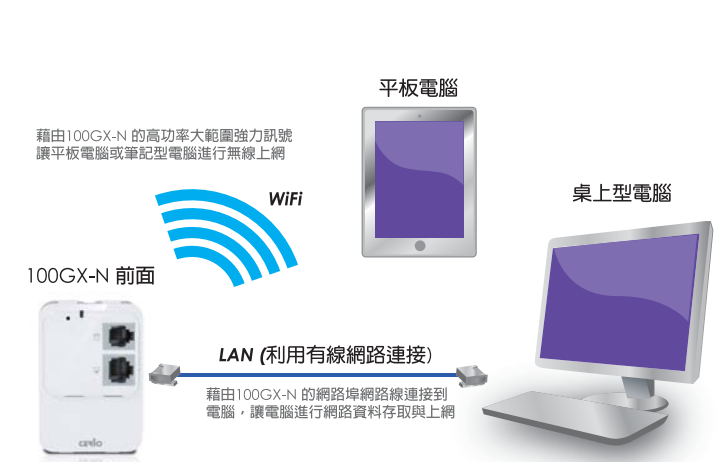 平板電腦
藉由100GX-N 的高功率大範圍強力訊號
讓平板電腦或筆記型電腦進行無線上網
WiFi
桌上型電腦
100GX-N 前面
LAN (利用有線網路連接)
藉由100GX-N 的網路埠網路線連接到
電腦，讓電腦進行網路資料存取與上網
cerio